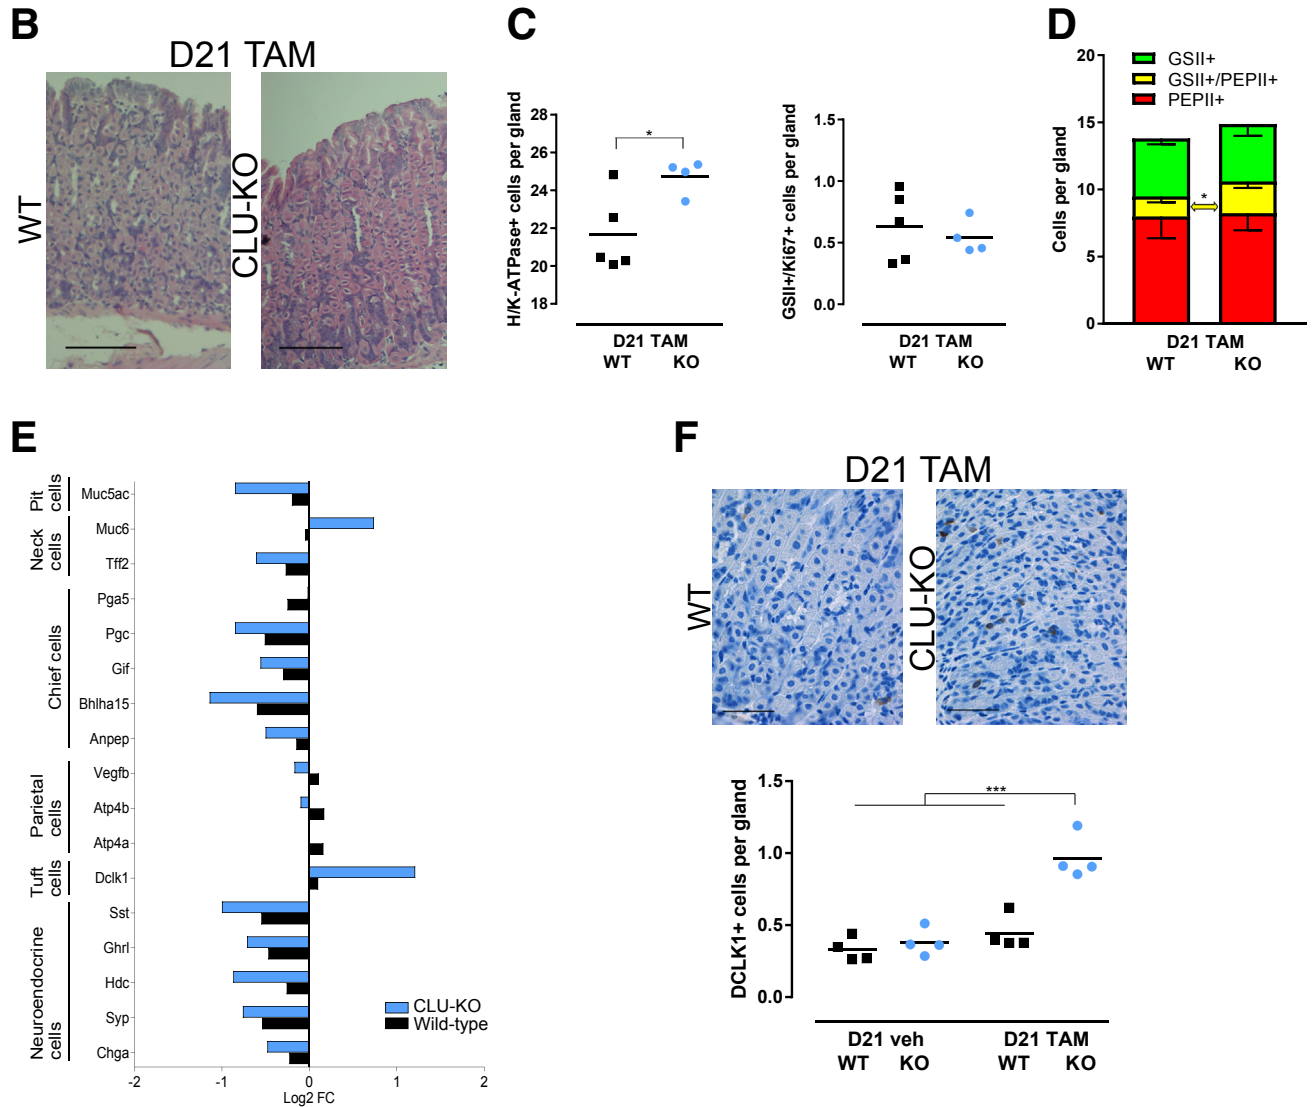 B
D21 TAM
WT
CLU-KO
C
H/K-ATPase+ cells per gland
28
26
24
22
20
18
*
D21 TAM
WT KO
GSII+/Ki67+ cells per gland
1.5
1.0
0.5
0.0
D21 TAM
WT KO
D
GSII+
GSII+/PEPII+
PEPII+
Cells per gland
20
15
10
5
0
*
D21 TAM
WT KO
E
Pit cells
Muc5ac
Neck cells
Muc6
Tff2
Chief cells
Pga5
Pgc
Gif
Bhlha15
Anpep
Parietal cells
Vegfb
Atp4b
Atp4a
Tuft cells
Dclk1
Neuroendocrine cells
Sst
Ghrl
Hdc
Syp
Chga
CLU-KO
Wild-type
-2 -1 0 1 2
Log2 FC
F
D21 TAM
WT
CLU-KO
DCLK1+ cells per gland
1.5
1.0
0.5
0.0
***
D21 veh D21 TAM
WT KO WT KO